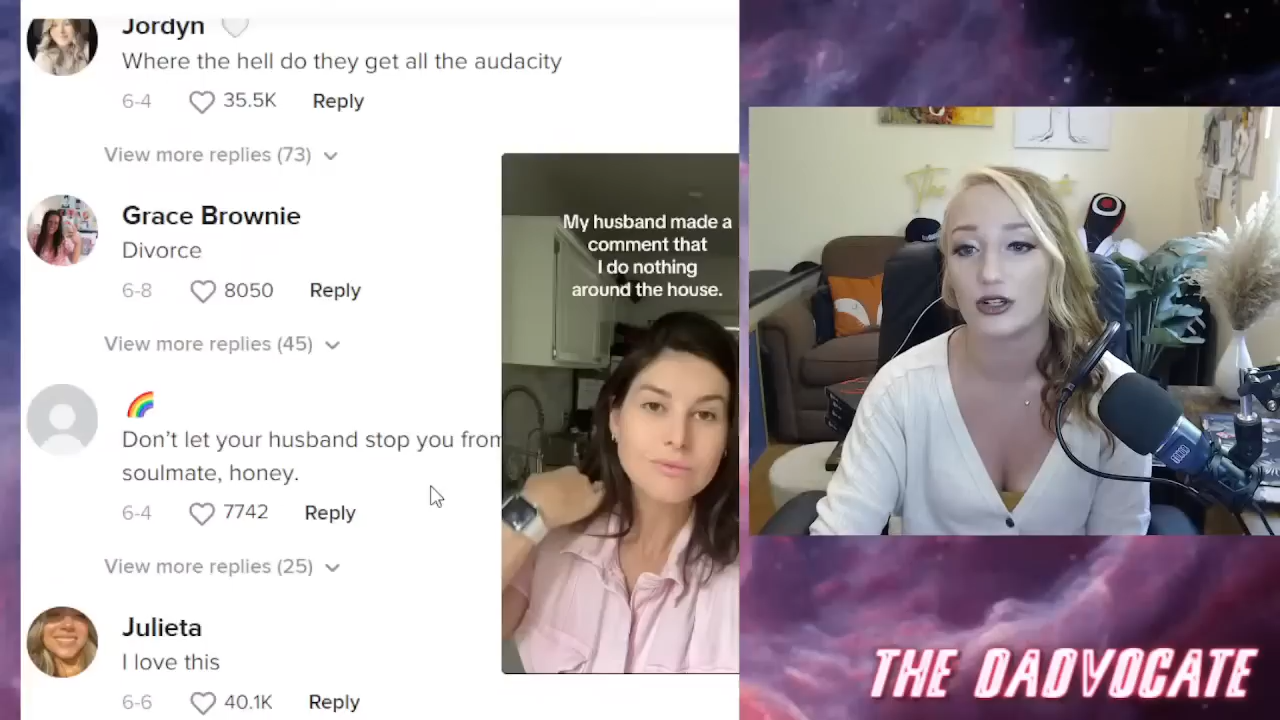 Jordyn 🤍
Where the hell do they get all the audacity
6-4 35.5K Reply
View more replies (73)
Grace Brownie
Divorce
6-8 8050 Reply
View more replies (45)
🌈
Don't let your husband stop you from
soulmate, honey.
6-4 7742 Reply
View more replies (25)
Julieta
I love this
6-6 40.1K Reply
My husband made a
comment that
I do nothing
around the house.
The
THE DADVOCATE